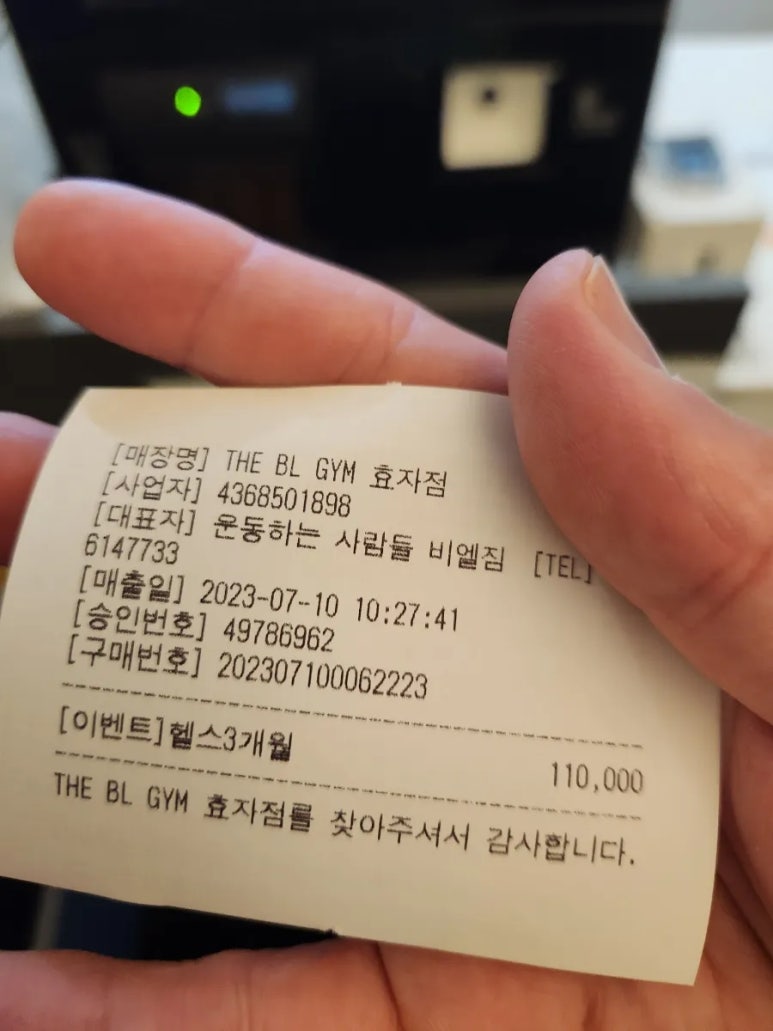 [매장명] THE BL GYM 효자점
[사업자] 4368501898
[대표자] 운동하는 사람들 비엘짐 [TEL]
6147733
[매출일] 2023-07-10 10:27:41
[승인번호] 49786962
[구매번호] 202307100062223
[이벤트]헬스3개월
110,000
THE BL GYM 효자점를 찾아주셔서 감사합니다.